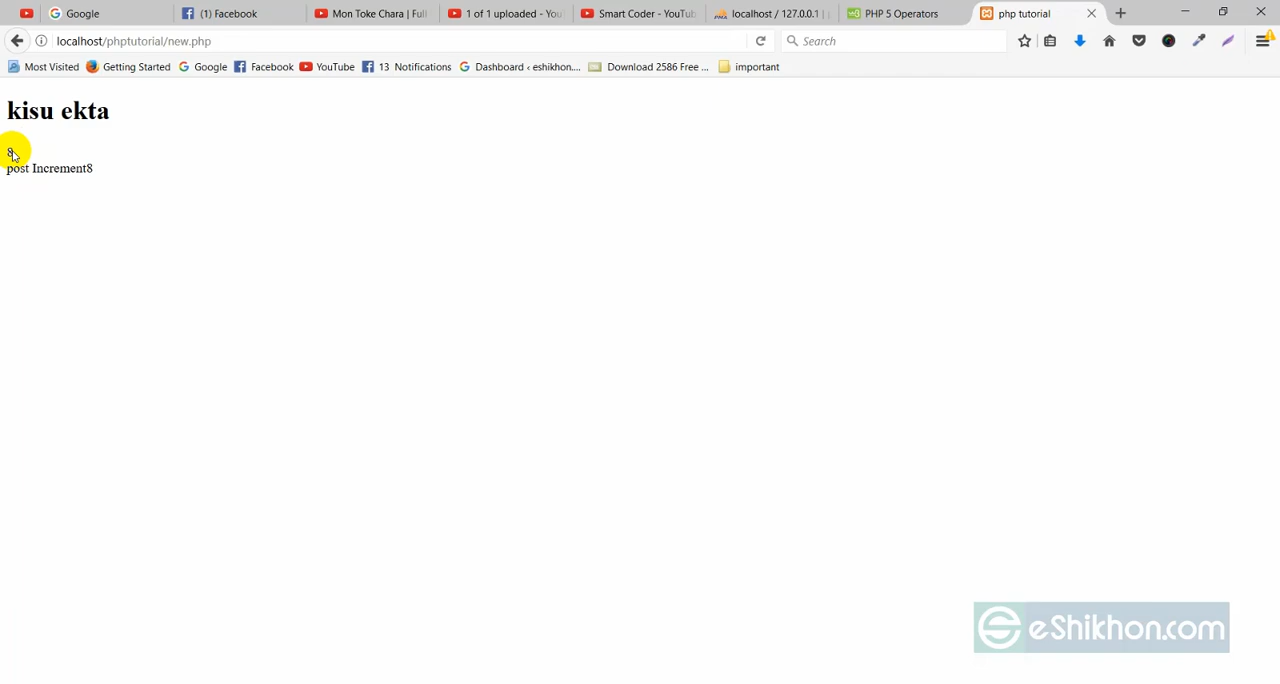 Google
(1) Facebook
Mon Toke Chara | Full
1 of 1 uploaded - You
Smart Coder - YouTub
localhost / 127.0.0.1 |
PHP 5 Operators
php tutorial
localhost/phptutorial/new.php
Search
Most Visited
Getting Started
Google
Facebook
YouTube
13 Notifications
Dashboard ‹ eshikhon....
Download 2586 Free ...
important
kisu ekta
8
post Increment8
eShikhon.com